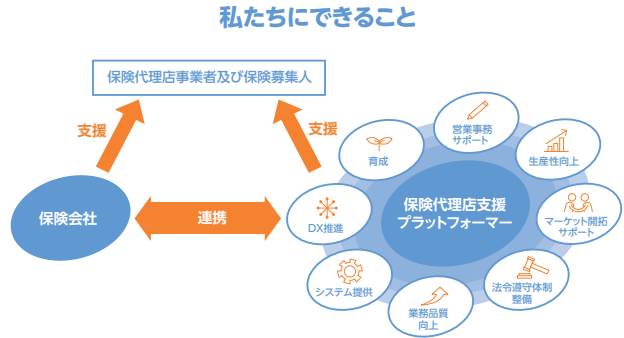 私たちにできること
保険代理店事業者及び保険募集人
支援
支援
保険会社
連携
保険代理店支援
プラットフォーマー
営業事務
サポート
生産性向上
マーケット開拓
サポート
法令遵守体制
整備
業務品質
向上
システム提供
DX推進
育成